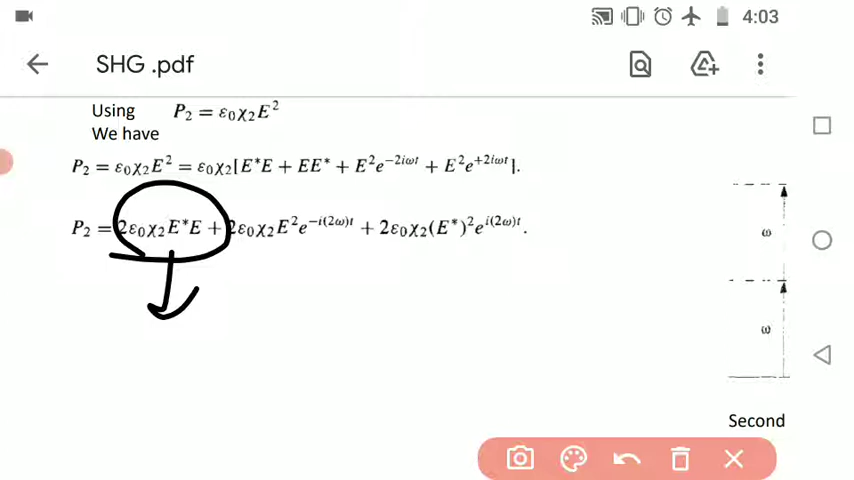 4:03
SHG .pdf
Using P₂ = ε₀χ₂E²
We have
P₂ = ε₀χ₂E² = ε₀χ₂[E*E + EE* + E²e⁻²ⁱωᵗ + E²e⁺²ⁱωᵗ].
P₂ = 2ε₀χ₂E*E + 2ε₀χ₂E²e^{−i(2ω)t} + 2ε₀χ₂(E*)²e^{i(2ω)t}.
ω
ω
Second